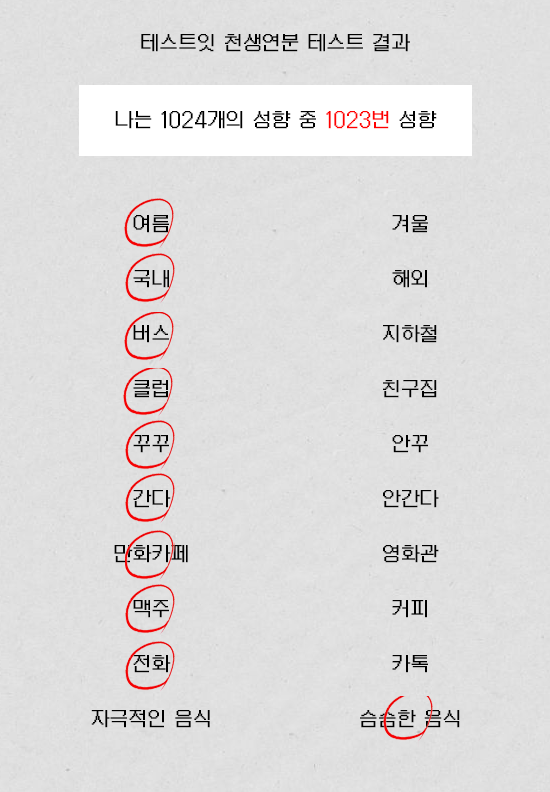 테스트잇 천생연분 테스트 결과
나는 1024개의 성향 중 1023번 성향
여름 겨울
국내 해외
버스 지하철
클럽 친구집
꾸꾸 안꾸
간다 안간다
만화카페 영화관
맥주 커피
전화 카톡
자극적인 음식 슴슴한 음식